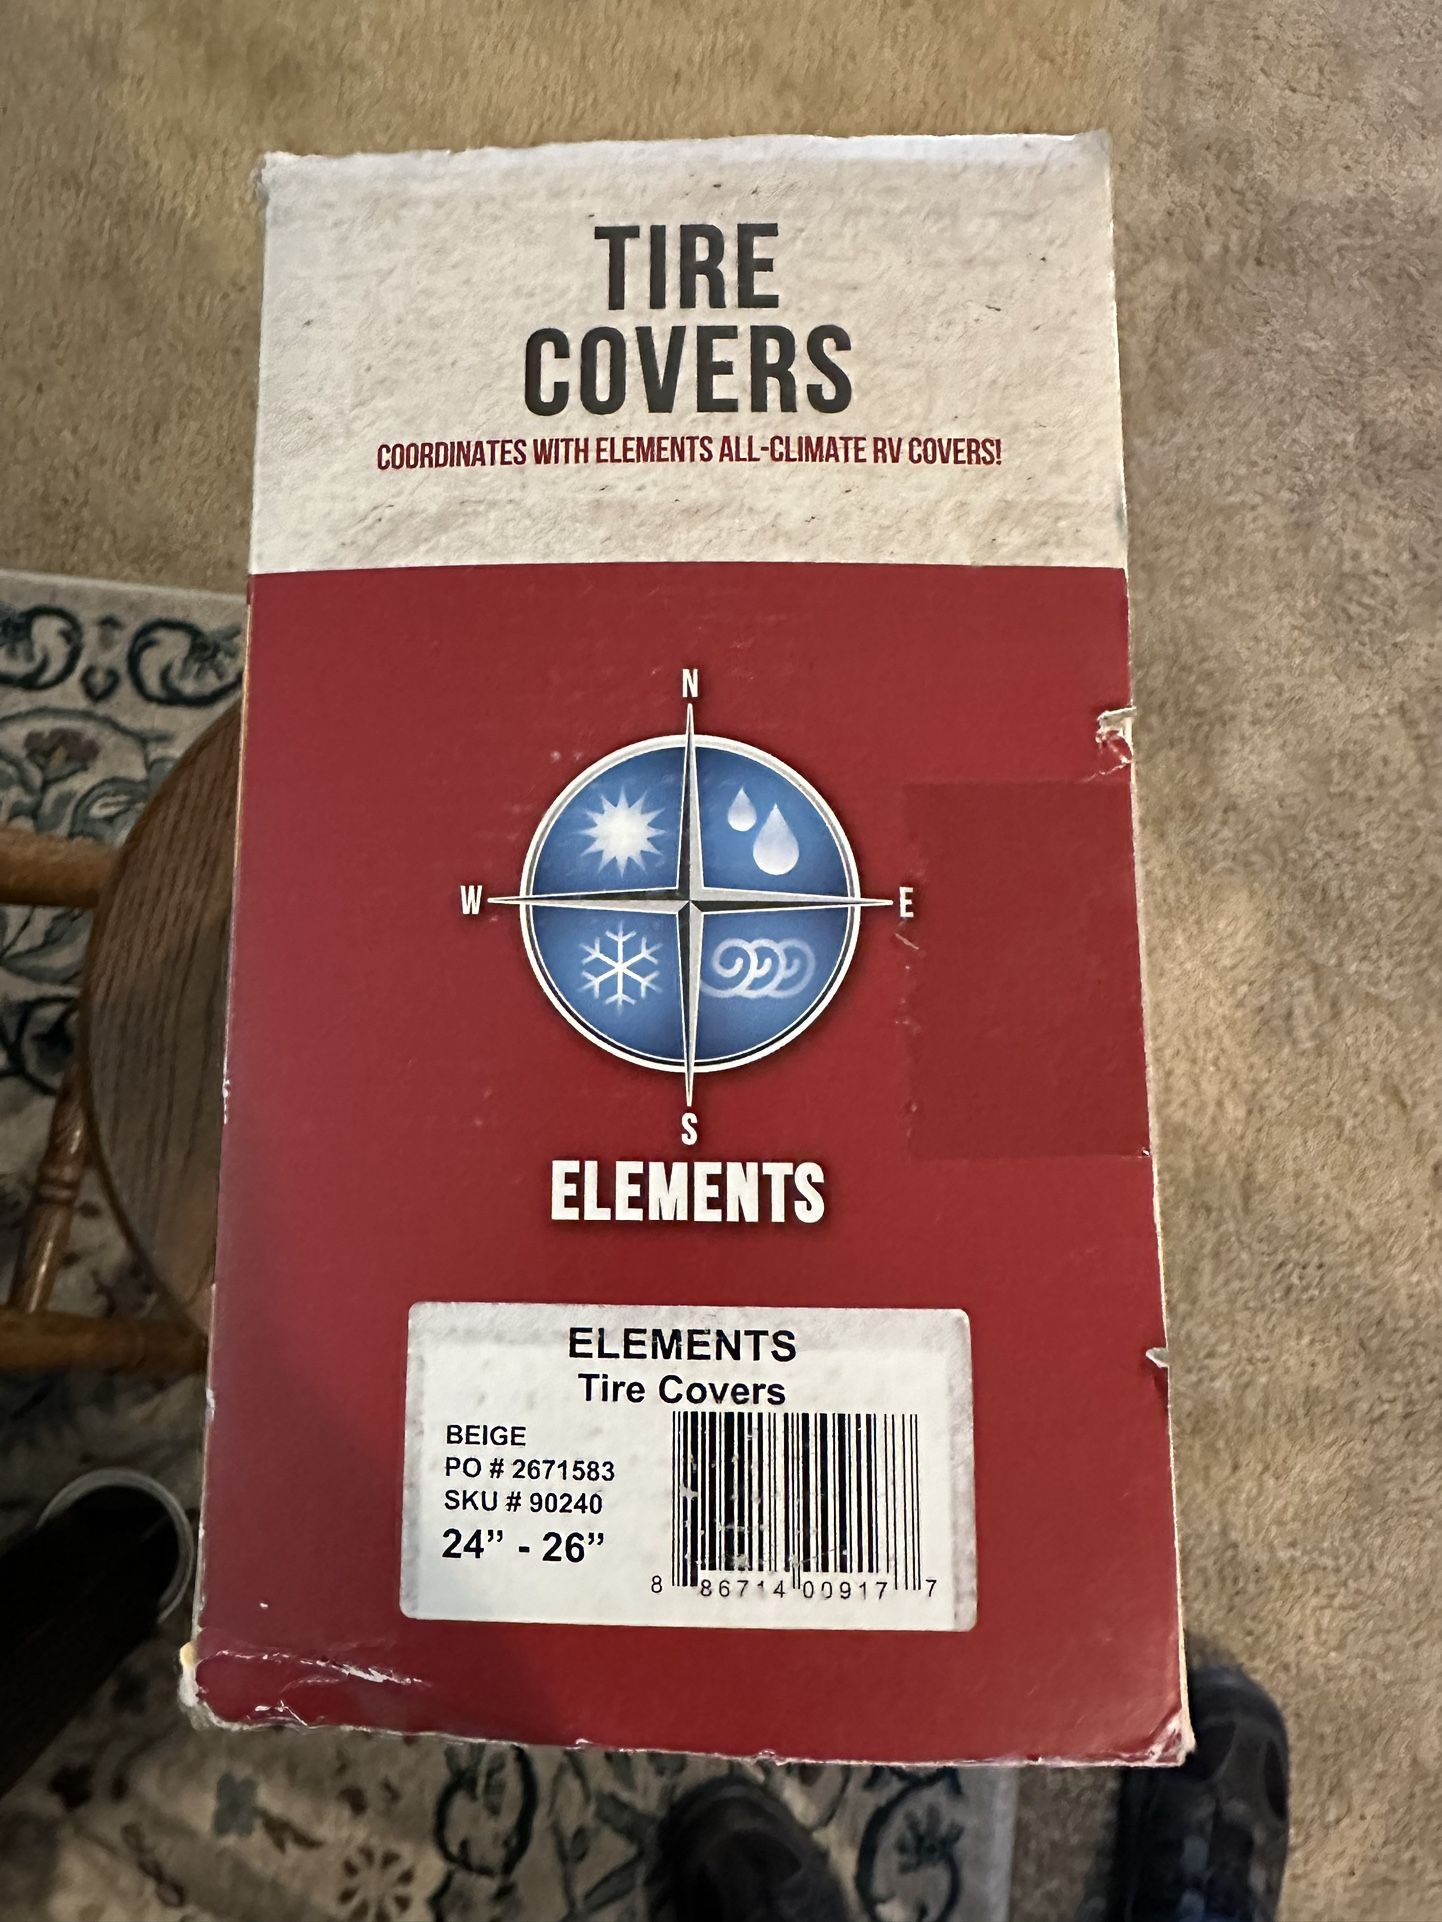 TIRE
COVERS
COORDINATES WITH ELEMENTS ALL-CLIMATE RV COVERS!
N
W
E
S
ELEMENTS
ELEMENTS
Tire Covers
BEIGE
PO # 2671583
SKU # 90240
24” - 26”
8 86714 00917 7